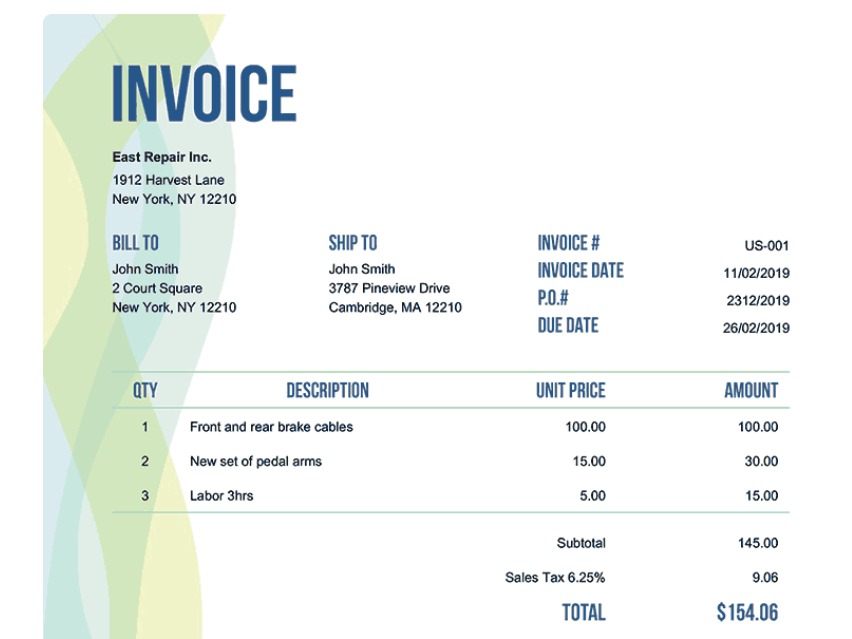 INVOICE
East Repair Inc.
1912 Harvest Lane
New York, NY 12210
BILL TO
John Smith
2 Court Square
New York, NY 12210
SHIP TO
John Smith
3787 Pineview Drive
Cambridge, MA 12210
INVOICE # US-001
INVOICE DATE 11/02/2019
P.O.# 2312/2019
DUE DATE 26/02/2019
QTY DESCRIPTION UNIT PRICE AMOUNT
1 Front and rear brake cables 100.00 100.00
2 New set of pedal arms 15.00 30.00
3 Labor 3hrs 5.00 15.00
Subtotal 145.00
Sales Tax 6.25% 9.06
TOTAL $154.06